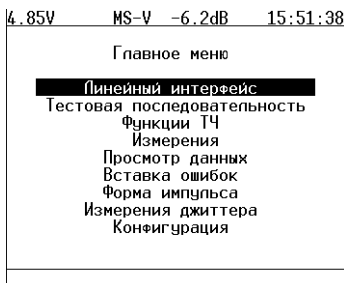 4.85V MS-V -6.2dB 15:51:38
Главное меню
Линейный интерфейс
Тестовая последовательность
Функции ТЧ
Измерения
Просмотр данных
Вставка ошибок
Форма импульса
Измерения джиттера
Конфигурация